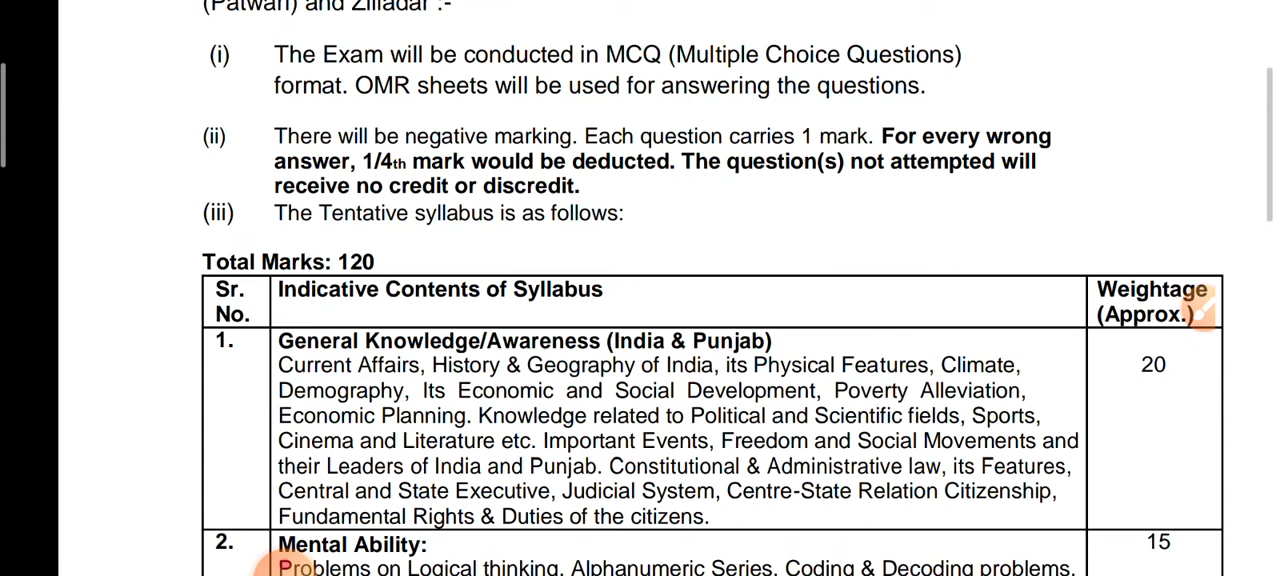 (Patwari) and Zilladar :-
(i) The Exam will be conducted in MCQ (Multiple Choice Questions)
format. OMR sheets will be used for answering the questions.
(ii) There will be negative marking. Each question carries 1 mark. For every wrong
answer, 1/4th mark would be deducted. The question(s) not attempted will
receive no credit or discredit.
(iii) The Tentative syllabus is as follows:
Total Marks: 120
Sr. Indicative Contents of Syllabus Weightage
No. (Approx.)
1. General Knowledge/Awareness (India & Punjab)
Current Affairs, History & Geography of India, its Physical Features, Climate, 20
Demography, Its Economic and Social Development, Poverty Alleviation,
Economic Planning. Knowledge related to Political and Scientific fields, Sports,
Cinema and Literature etc. Important Events, Freedom and Social Movements and
their Leaders of India and Punjab. Constitutional & Administrative law, its Features,
Central and State Executive, Judicial System, Centre-State Relation Citizenship,
Fundamental Rights & Duties of the citizens.
2. Mental Ability: 15
Problems on Logical thinking, Alphanumeric Series, Coding & Decoding problems,